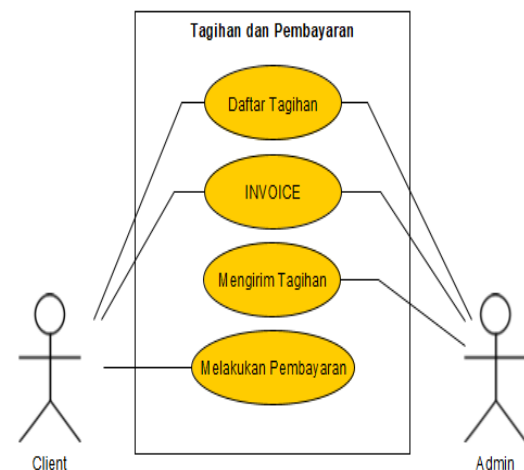 Tagihan dan Pembayaran
Daftar Tagihan
INVOICE
Mengirim Tagihan
Melakukan Pembayaran
Client
Admin